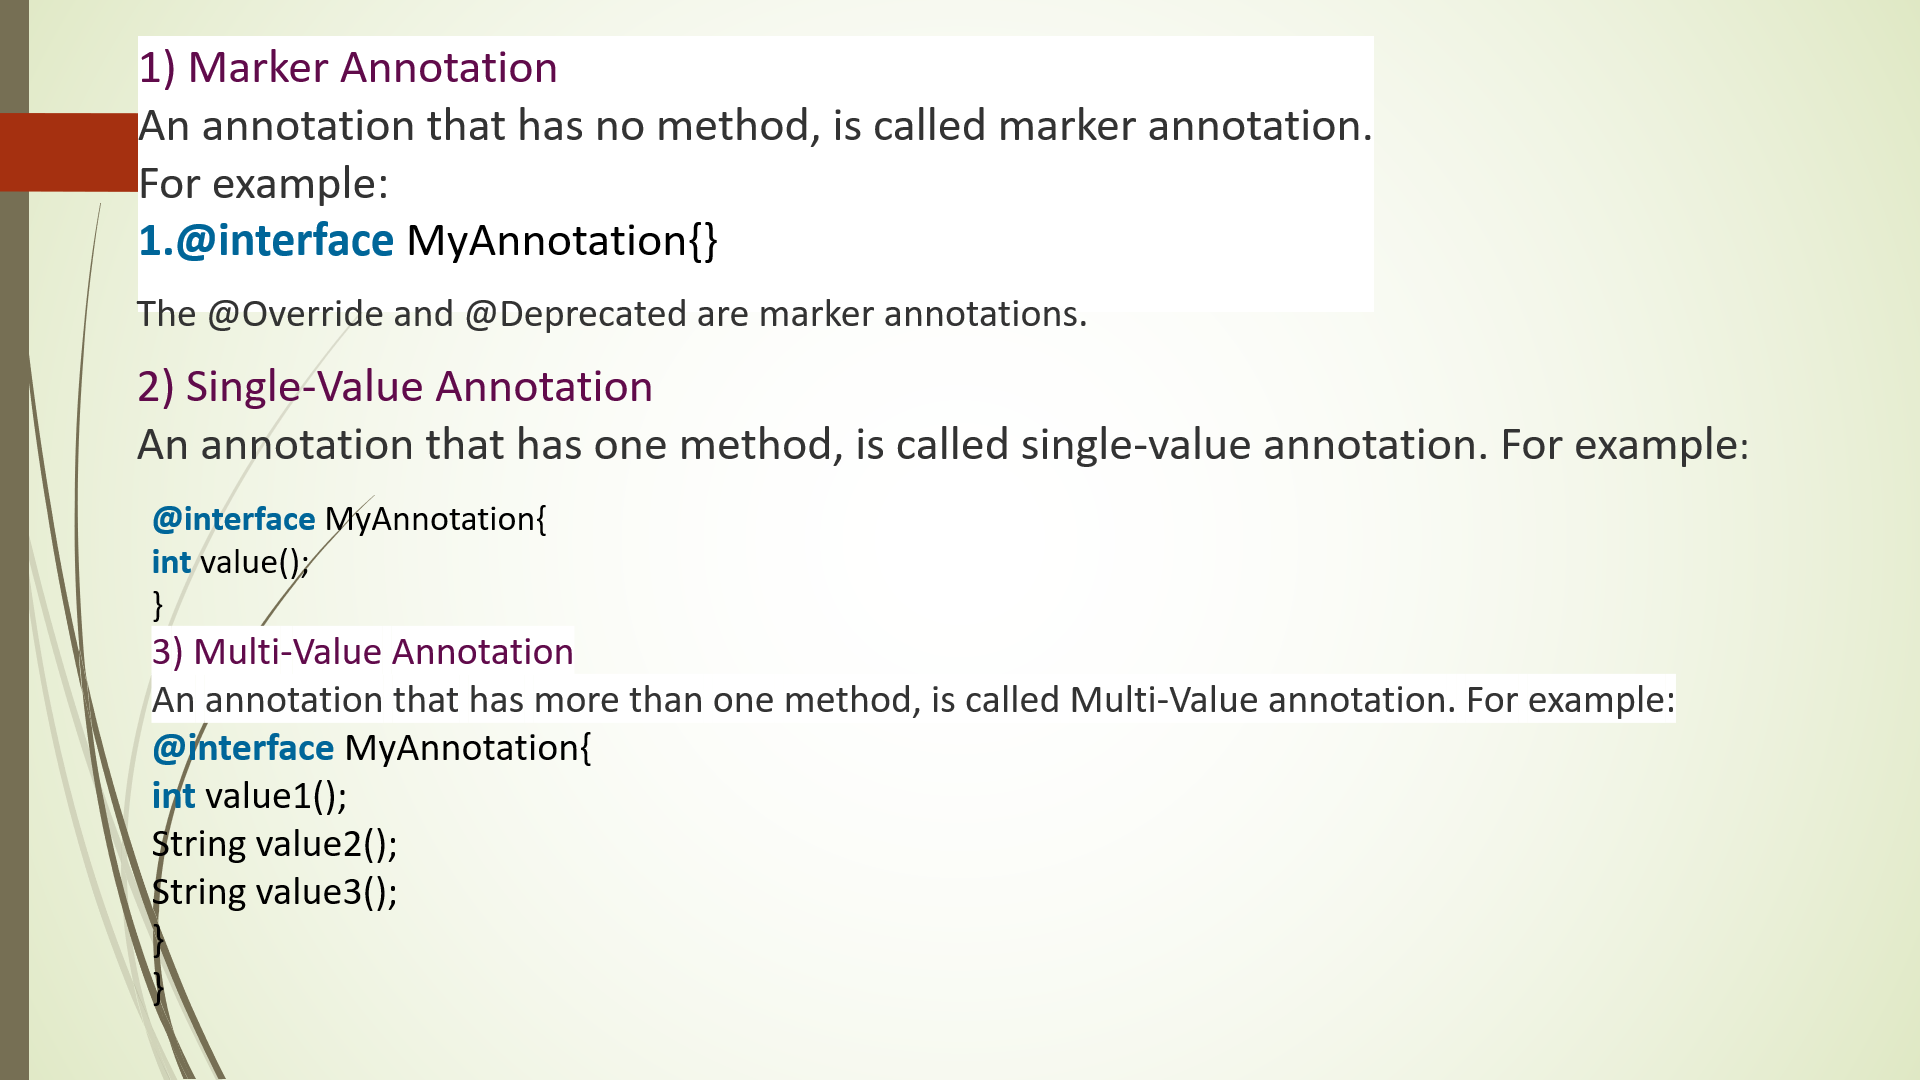 1) Marker Annotation
An annotation that has no method, is called marker annotation.
For example:
1.@interface MyAnnotation{}
The @Override and @Deprecated are marker annotations.
2) Single-Value Annotation
An annotation that has one method, is called single-value annotation. For example:
@interface MyAnnotation{
int value();
}
3) Multi-Value Annotation
An annotation that has more than one method, is called Multi-Value annotation. For example:
@interface MyAnnotation{
int value1();
String value2();
String value3();
}
}